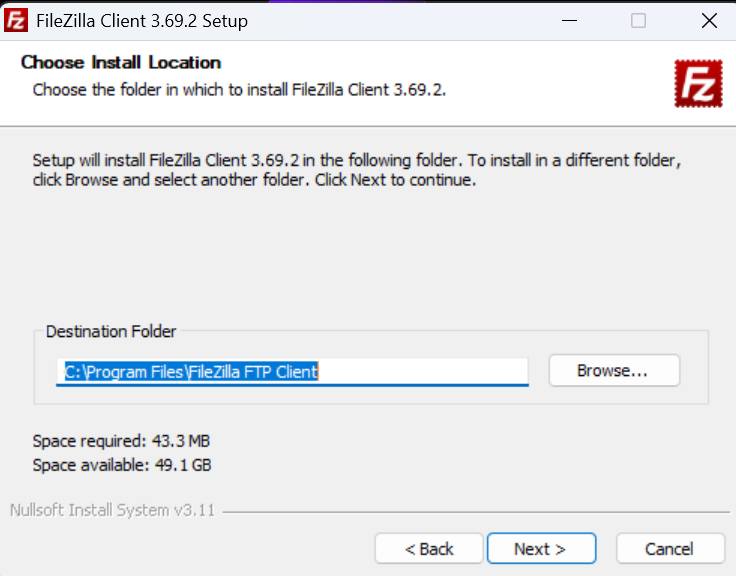 FileZilla Client 3.69.2 Setup
Choose Install Location
Choose the folder in which to install FileZilla Client 3.69.2.
Fz
Setup will install FileZilla Client 3.69.2 in the following folder. To install in a different folder,
click Browse and select another folder. Click Next to continue.
Destination Folder
C:\Program Files\FileZilla FTP Client
Browse...
Space required: 43.3 MB
Space available: 49.1 GB
Nullsoft Install System v3.11
< Back
Next >
Cancel